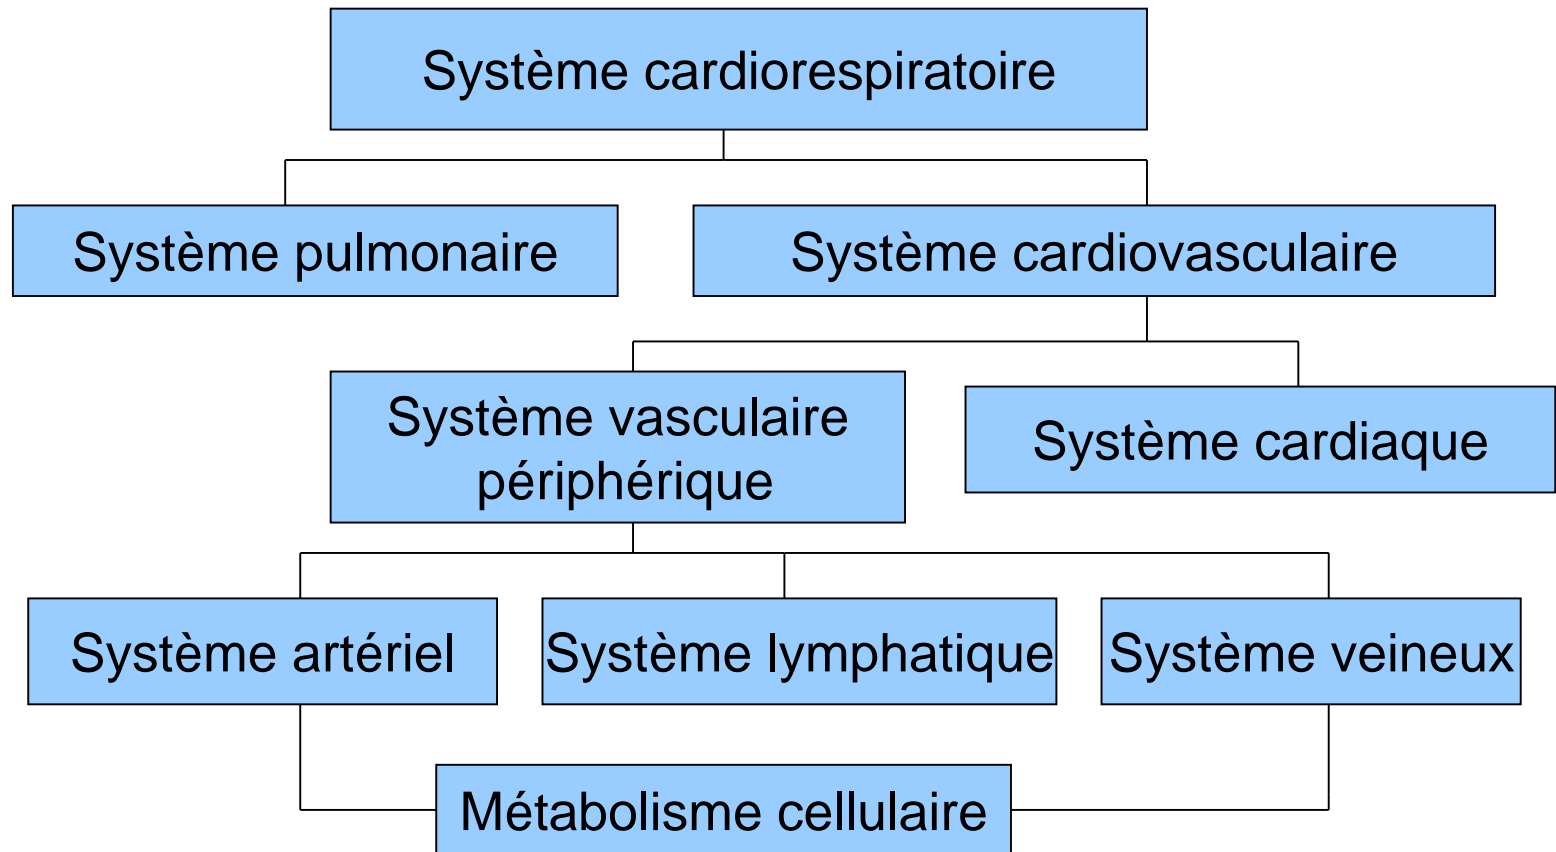 Système cardiorespiratoire
Système pulmonaire
Système cardiovasculaire
Système vasculaire
périphérique
Système cardiaque
Système artériel
Système lymphatique
Système veineux
Métabolisme cellulaire